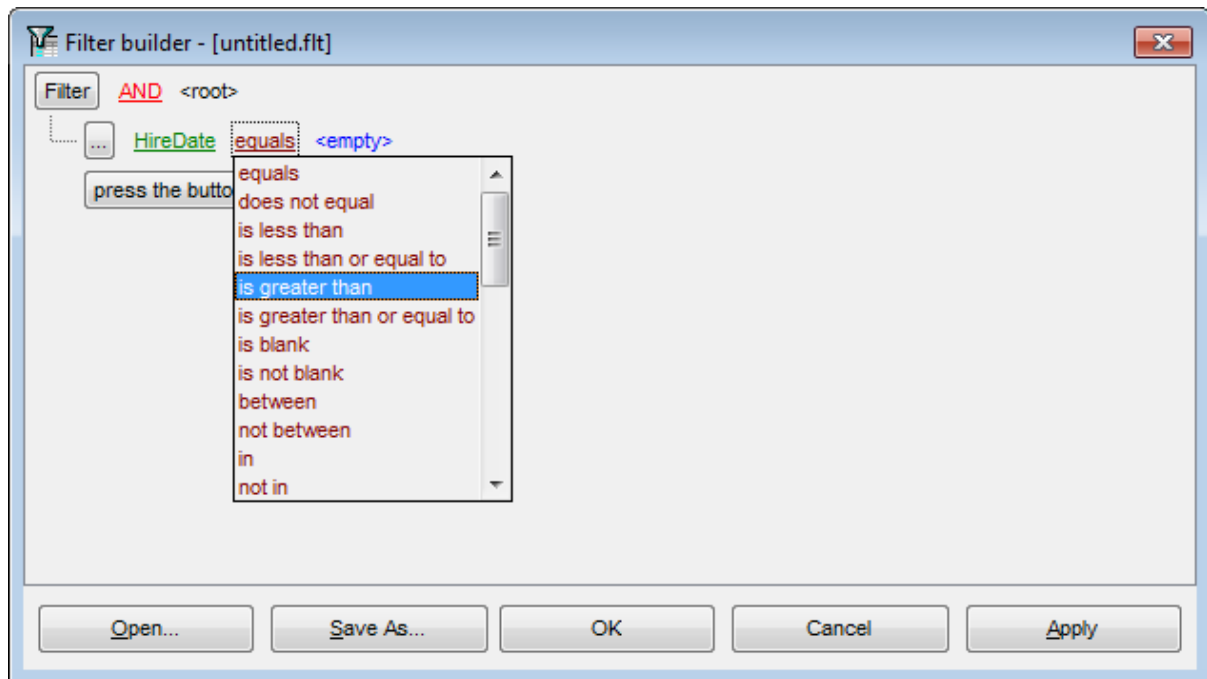 Filter builder - [untitled.flt]
Filter AND <root>
... HireDate equals <empty>
press the butto
equals
does not equal
is less than
is less than or equal to
is greater than
is greater than or equal to
is blank
is not blank
between
not between
in
not in
Open... Save As... OK Cancel Apply